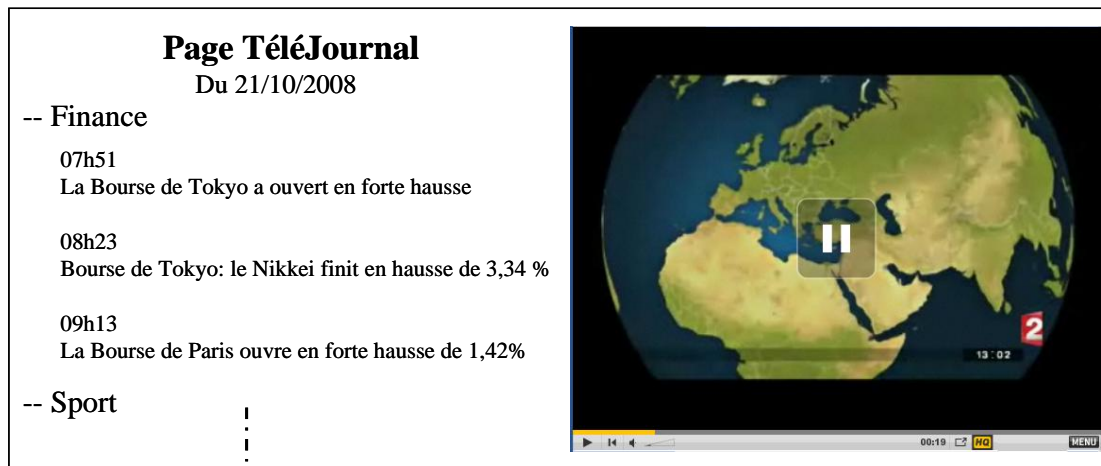 Page TéléJournal
Du 21/10/2008
-- Finance
07h51
La Bourse de Tokyo a ouvert en forte hausse
08h23
Bourse de Tokyo: le Nikkei finit en hausse de 3,34 %
09h13
La Bourse de Paris ouvre en forte hausse de 1,42%
-- Sport
2
13:02
00:19
HQ
MENU